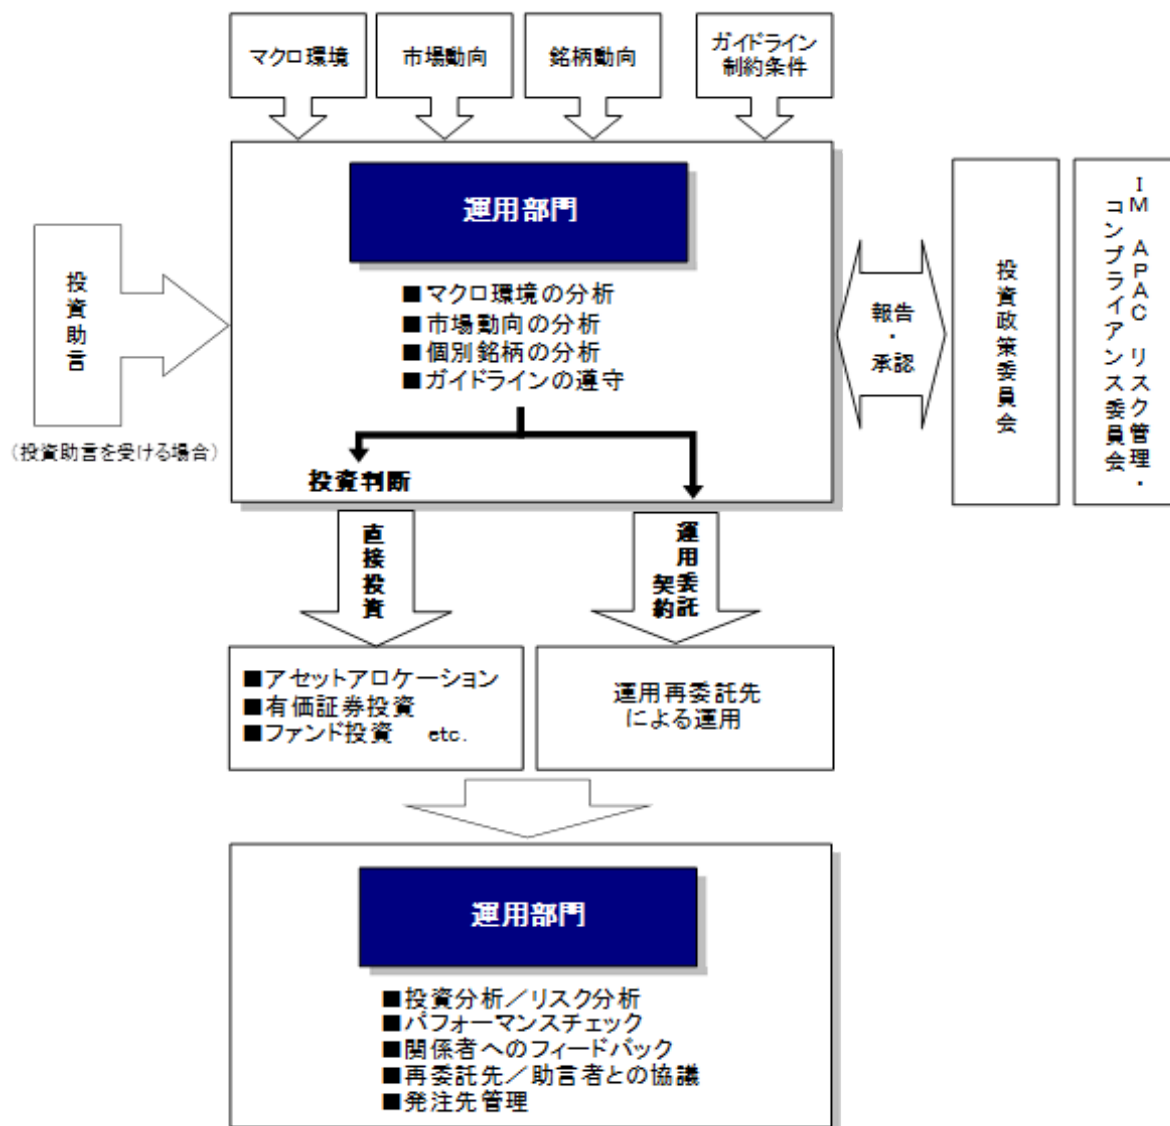 マクロ環境
市場動向
銘柄動向
ガイドライン
制約条件
運用部門
■マクロ環境の分析
■市場動向の分析
■個別銘柄の分析
■ガイドラインの遵守
投資助言
(投資助言を受ける場合)
報告
・
承認
投資政策委員会
IM APAC リスク管理・
コンプライアンス委員会
投資判断
直接投資
運用委託
契約
■アセットアロケーション
■有価証券投資
■ファンド投資 etc.
運用再委託先
による運用
運用部門
■投資分析／リスク分析
■パフォーマンスチェック
■関係者へのフィードバック
■再委託先／助言者との協議
■発注先管理